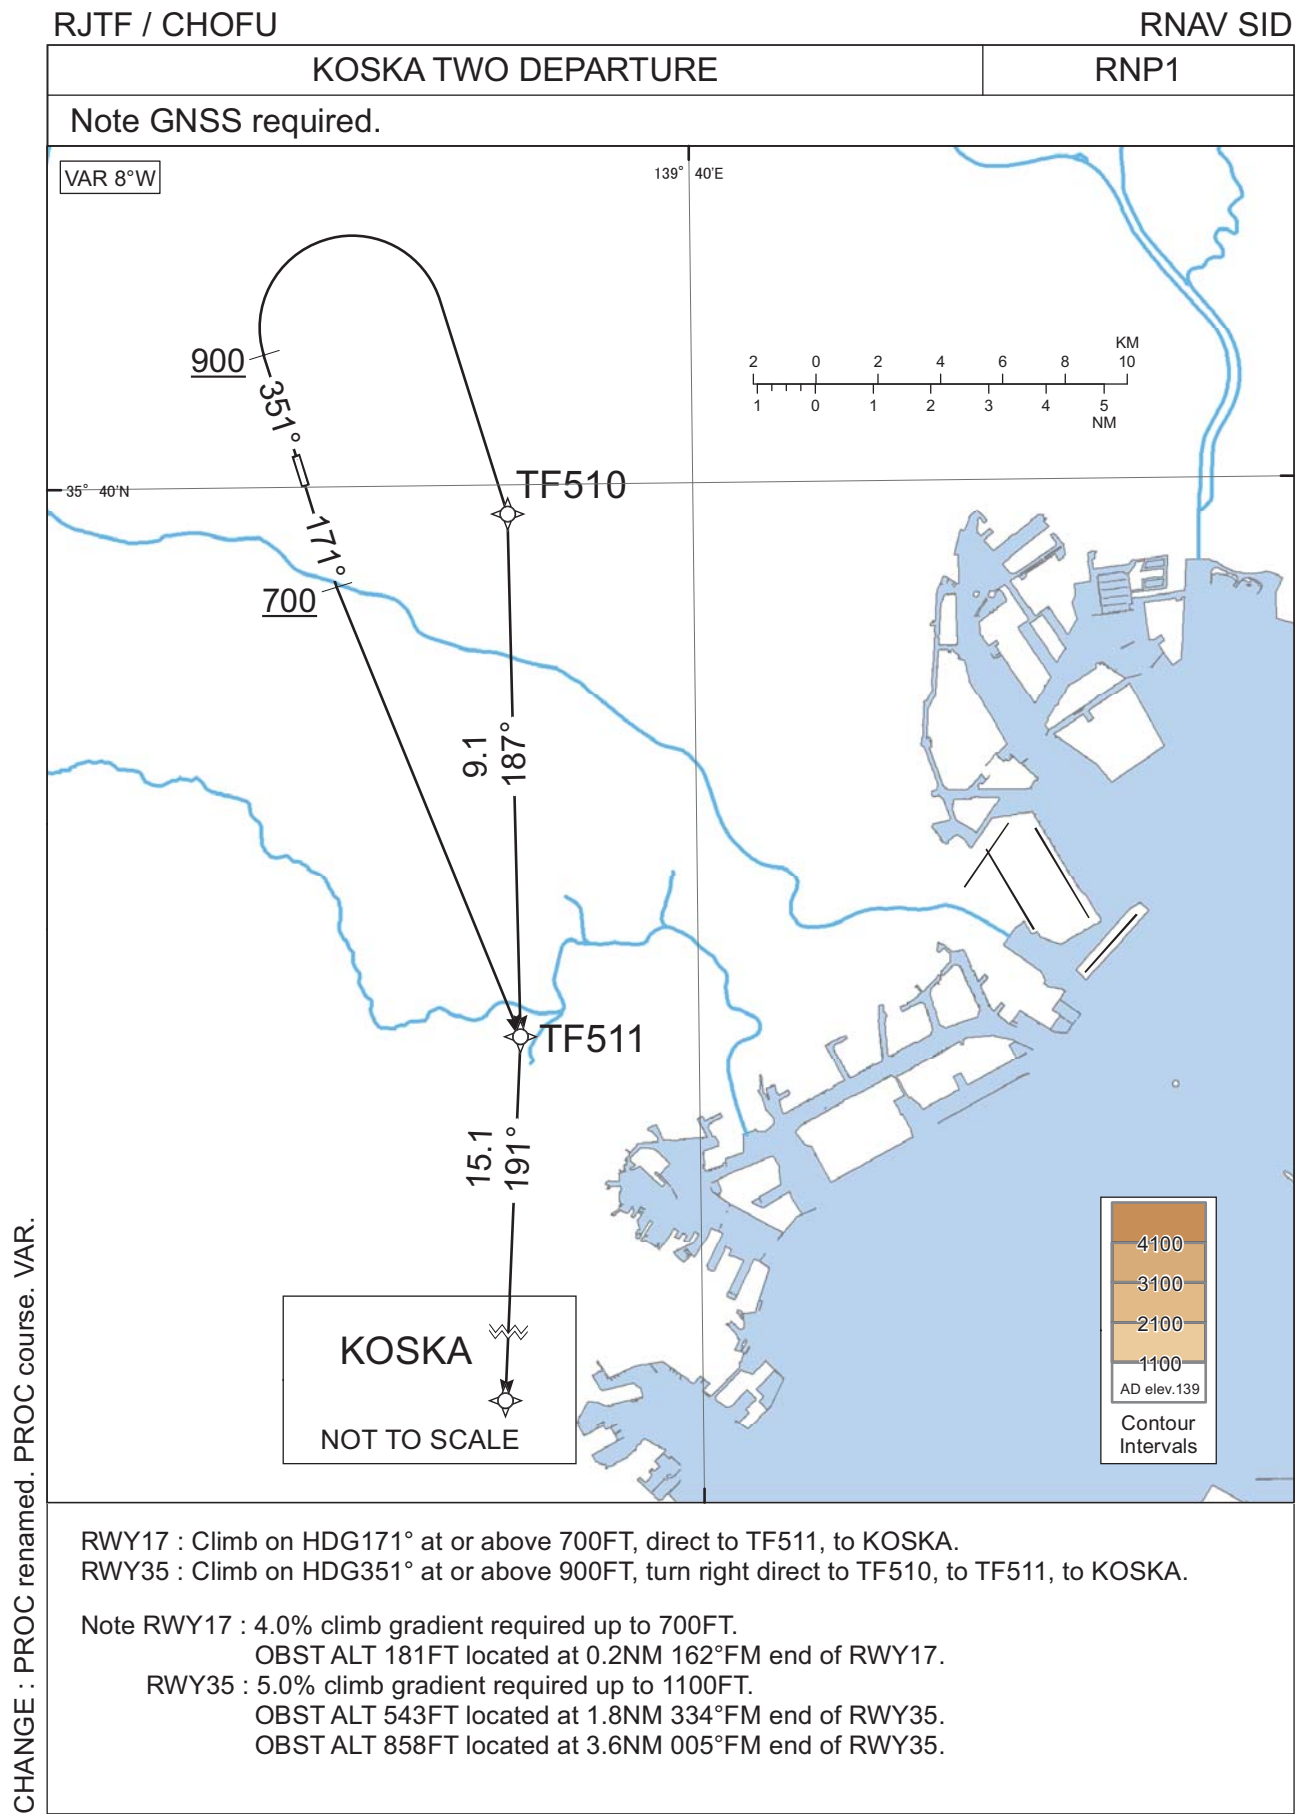 RJTF / CHOFU
RNAV SID
KOSKA TWO DEPARTURE
RNP1
Note GNSS required.
VAR 8°W
139° 40'E
KM
2 0 2 4 6 8 10
1 0 1 2 3 4 5
NM
900
351°
TF510
35° 40'N
171°
700
9.1
187°
TF511
15.1
191°
KOSKA
NOT TO SCALE
4100
3100
2100
1100
AD elev.139
Contour
Intervals
RWY17 : Climb on HDG171° at or above 700FT, direct to TF511, to KOSKA.
RWY35 : Climb on HDG351° at or above 900FT, turn right direct to TF510, to TF511, to KOSKA.
Note RWY17 : 4.0% climb gradient required up to 700FT.
OBST ALT 181FT located at 0.2NM 162°FM end of RWY17.
RWY35 : 5.0% climb gradient required up to 1100FT.
OBST ALT 543FT located at 1.8NM 334°FM end of RWY35.
OBST ALT 858FT located at 3.6NM 005°FM end of RWY35.
CHANGE : PROC renamed. PROC course. VAR.